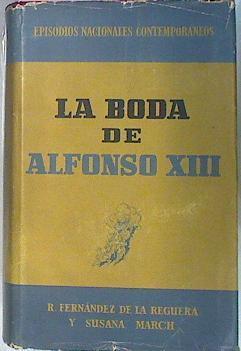 EPISODIOS NACIONALES CONTEMPORANEOS
LA BODA
DE
ALFONSO XIII
R. FERNÁNDEZ DE LA REGUERA
Y SUSANA MARCH